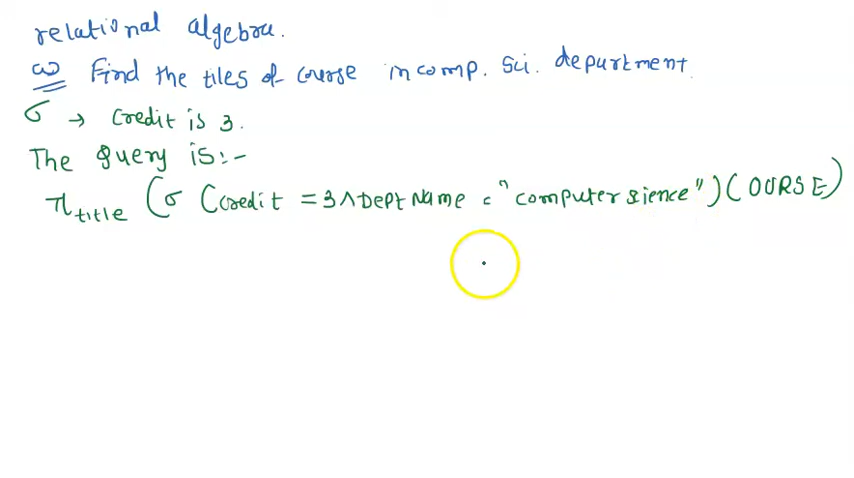 relational algebra.
a) Find the tiles of course in comp. Sci. department
σ → Credit is 3.
The query is:-
π title (σ (credit = 3 ∧ Dept Name = "computer sience") (COURSE)